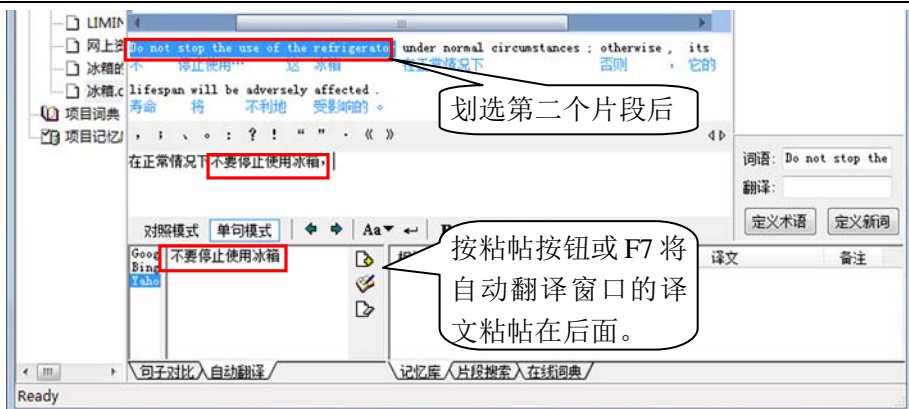 LIMIN
网上资
冰箱的
冰箱.c
项目词典
项目记忆
Do not stop the use of the refrigerator under normal circumstances ; otherwise , its
不 停止使用… 这 冰箱 在正常情况下 否则 , 它的
lifespan will be adversely affected .
寿命 将 不利地 受影响的 。
划选第二个片段后
, ; 、 。 : ? ! “ ” · 《 》
在正常情况下不要停止使用冰箱,
词语: Do not stop the
翻译:
定义术语 定义新词
对照模式 单句模式 Aa
Goog
Bing
Yaho
不要停止使用冰箱
译文 备注
按粘帖按钮或 F7 将
自动翻译窗口的译
文粘帖在后面。
句子对比 自动翻译
记忆库 片段搜索 在线词典
Ready